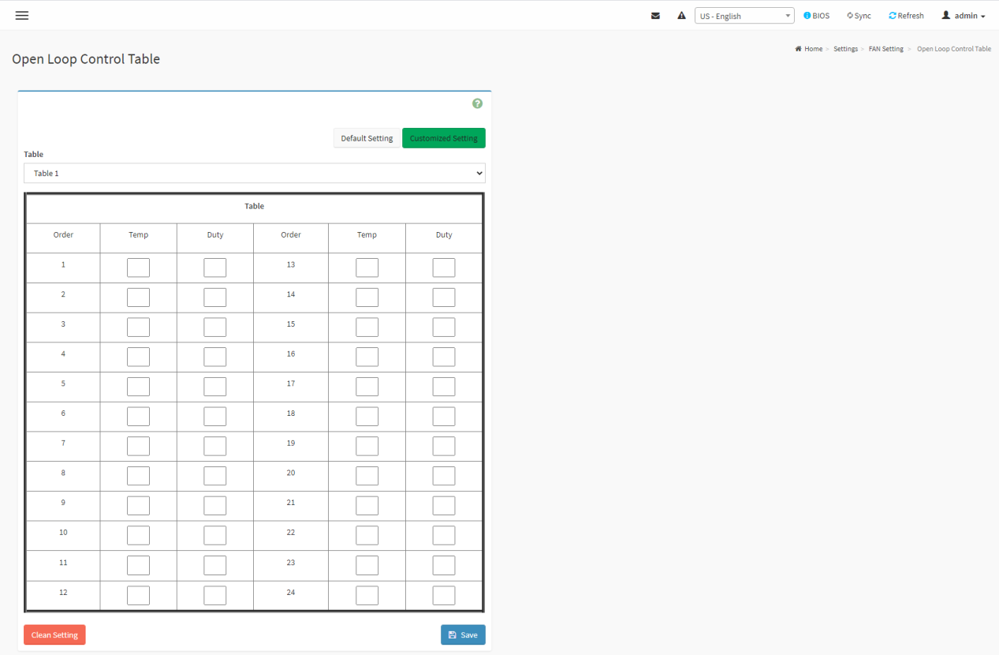 US - English
BIOS
Sync
Refresh
admin
Open Loop Control Table
Home > Settings > FAN Setting > Open Loop Control Table
?
Default Setting
Customized Setting
Table
Table 1
Table
Order Temp Duty Order Temp Duty
1 13
2 14
3 15
4 16
5 17
6 18
7 19
8 20
9 21
10 22
11 23
12 24
Clean Setting
Save